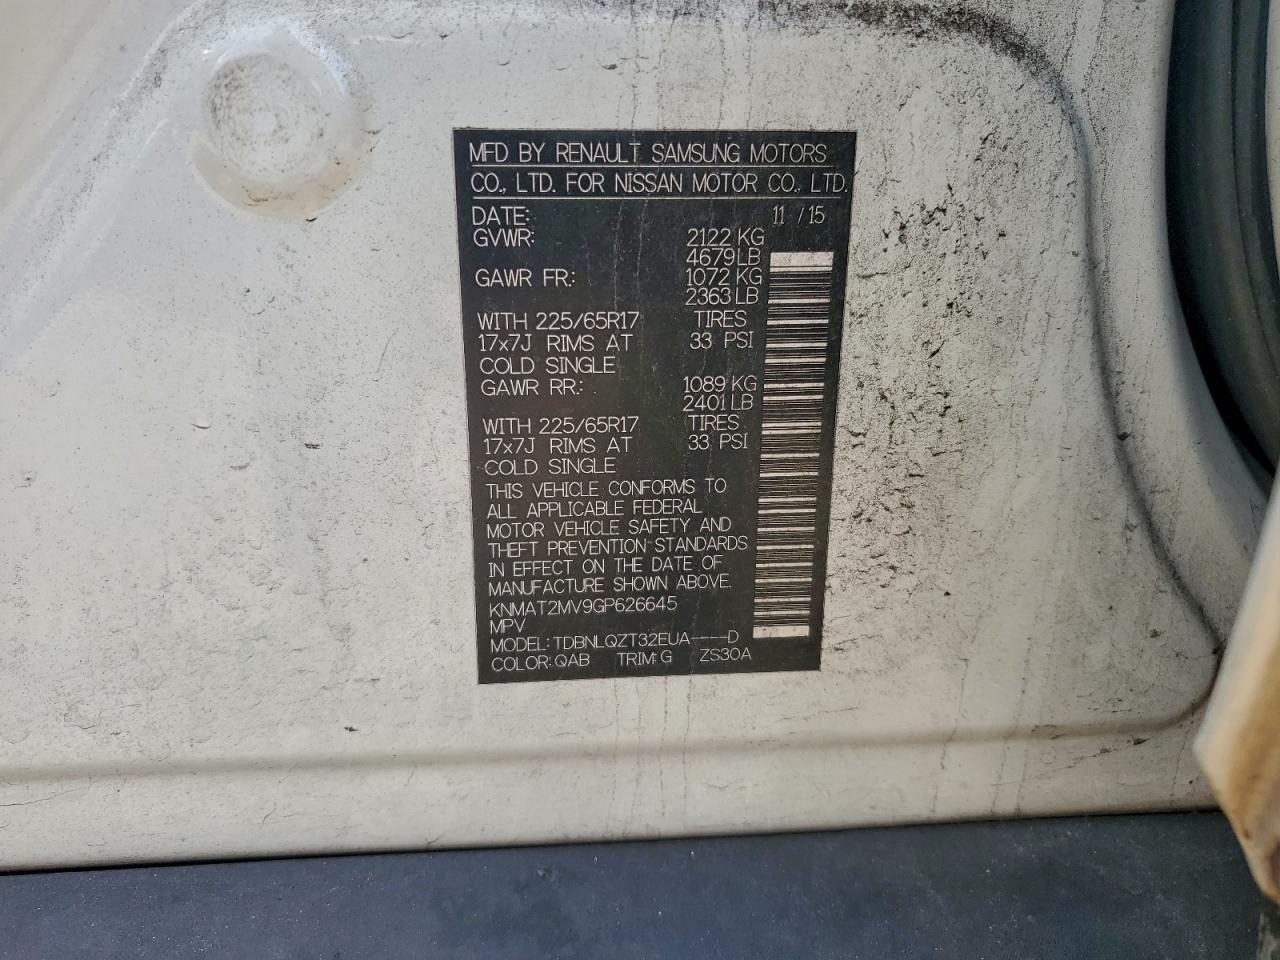 MFD BY RENAULT SAMSUNG MOTORS
CO., LTD. FOR NISSAN MOTOR CO., LTD.
DATE: 11 / 15
GVWR: 2122 KG
4679 LB
GAWR FR.: 1072 KG
2363 LB
WITH 225/65R17 TIRES
17x7J RIMS AT 33 PSI
COLD SINGLE
GAWR RR.: 1089 KG
2401 LB
WITH 225/65R17 TIRES
17x7J RIMS AT 33 PSI
COLD SINGLE
THIS VEHICLE CONFORMS TO
ALL APPLICABLE FEDERAL
MOTOR VEHICLE SAFETY AND
THEFT PREVENTION STANDARDS
IN EFFECT ON THE DATE OF
MANUFACTURE SHOWN ABOVE.
KNMAT2MV9GP626645
MPV
MODEL: TDBNLQZT32EUA----D
COLOR: QAB TRIM: G ZS30A